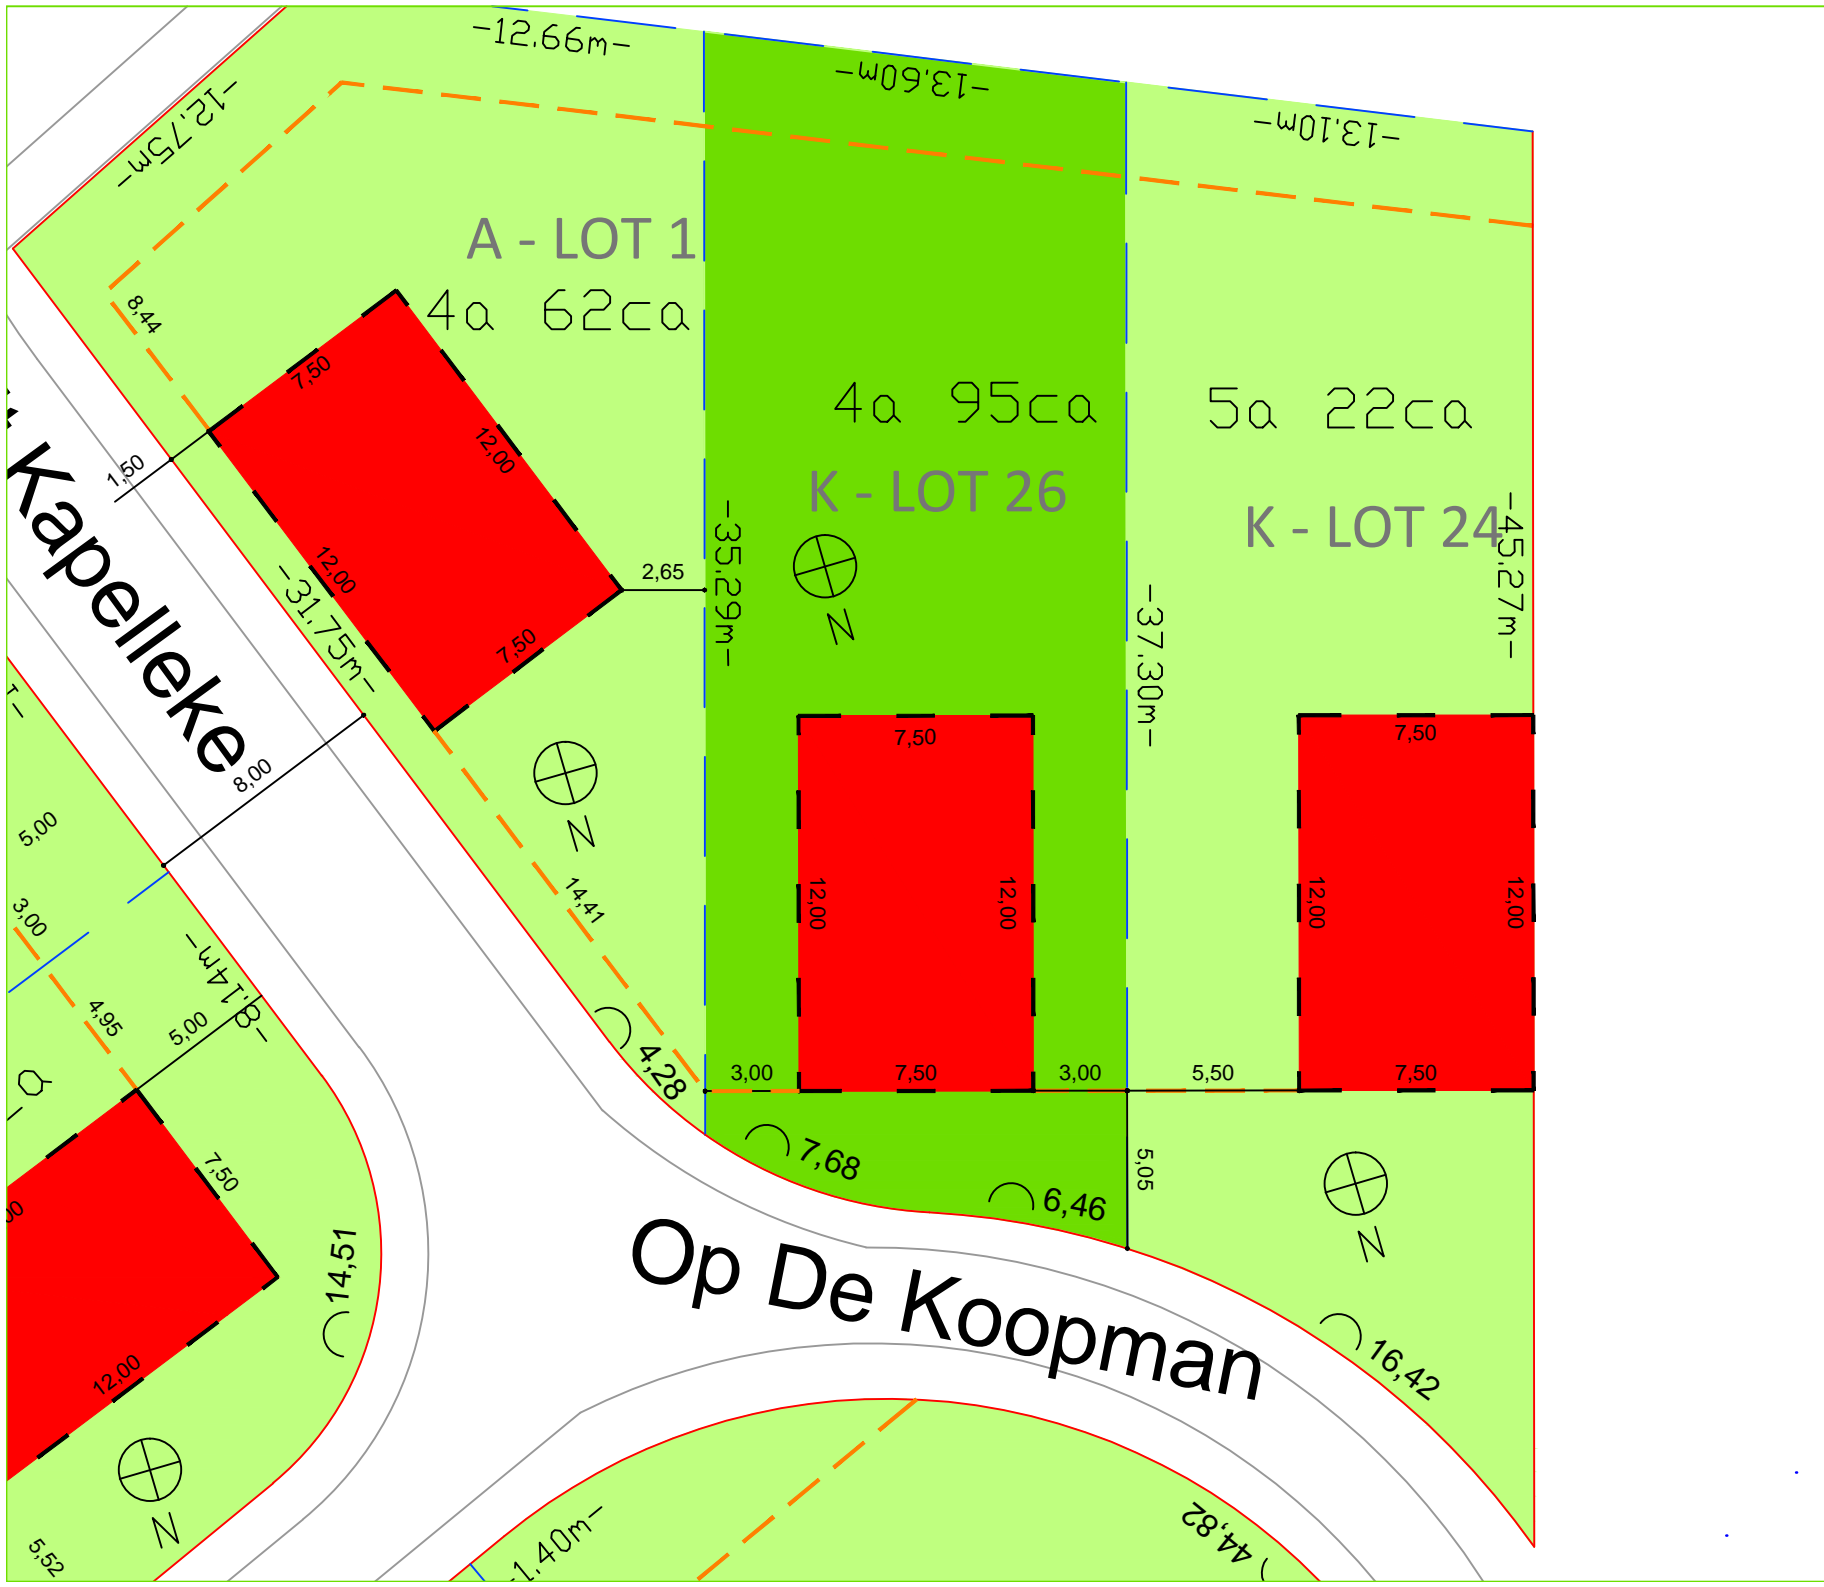 -12.66m-
-13.60m-
-13.10m-
-12.75m-
A - LOT 1
4a 62ca
8,44
7,50
12,00
12,00
7,50
1,50
2,65
-31.75m-
-35.29m-
4a 95ca
K - LOT 26
N
-37.30m-
5a 22ca
K - LOT 24
-45.27m-
Kapelleke
8,00
N
14,41
4,28
7,50
12,00
12,00
7,50
3,00
3,00
5,50
7,50
12,00
12,00
7,50
5,05
7,68
6,46
N
16,42
Op De Koopman
5,00
3,00
4,95
-8.14m-
5,00
7,50
14,51
12,00
N
5,52
1.40m-
44,82